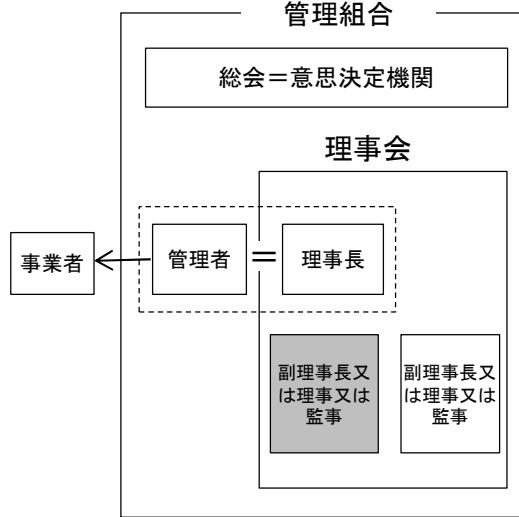 管理組合
総会＝意思決定機関
理事会
事業者
管理者
＝
理事長
副理事長又
は理事又は
監事
副理事長又
は理事又は
監事